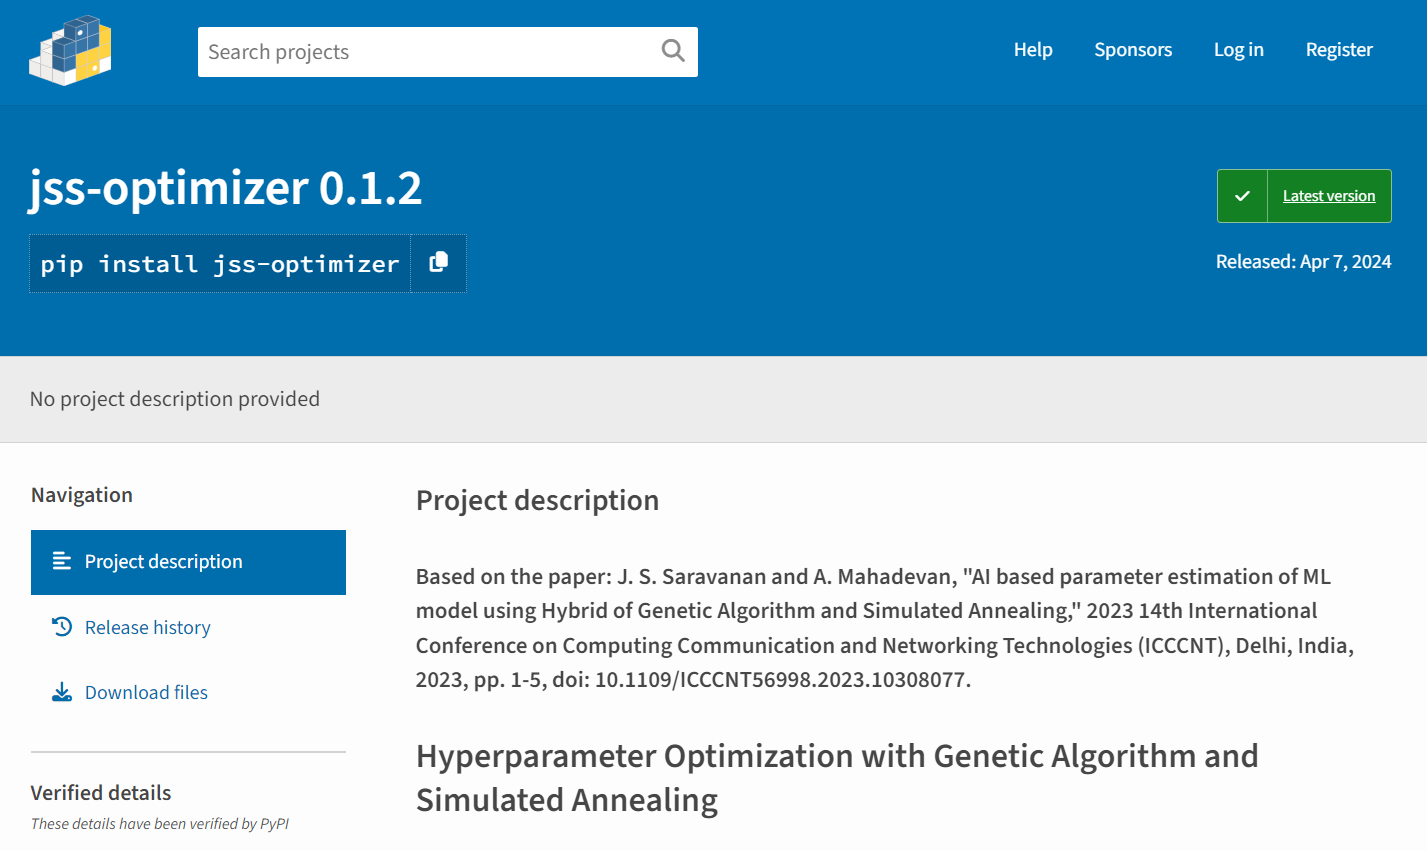 Search projects
Help
Sponsors
Log in
Register
jss-optimizer 0.1.2
pip install jss-optimizer
Latest version
Released: Apr 7, 2024
No project description provided
Navigation
Project description
Release history
Download files
Verified details
These details have been verified by PyPI
Project description
Based on the paper: J. S. Saravanan and A. Mahadevan, "AI based parameter estimation of ML
model using Hybrid of Genetic Algorithm and Simulated Annealing," 2023 14th International
Conference on Computing Communication and Networking Technologies (ICCCNT), Delhi, India,
2023, pp. 1-5, doi: 10.1109/ICCCNT56998.2023.10308077.
Hyperparameter Optimization with Genetic Algorithm and
Simulated Annealing